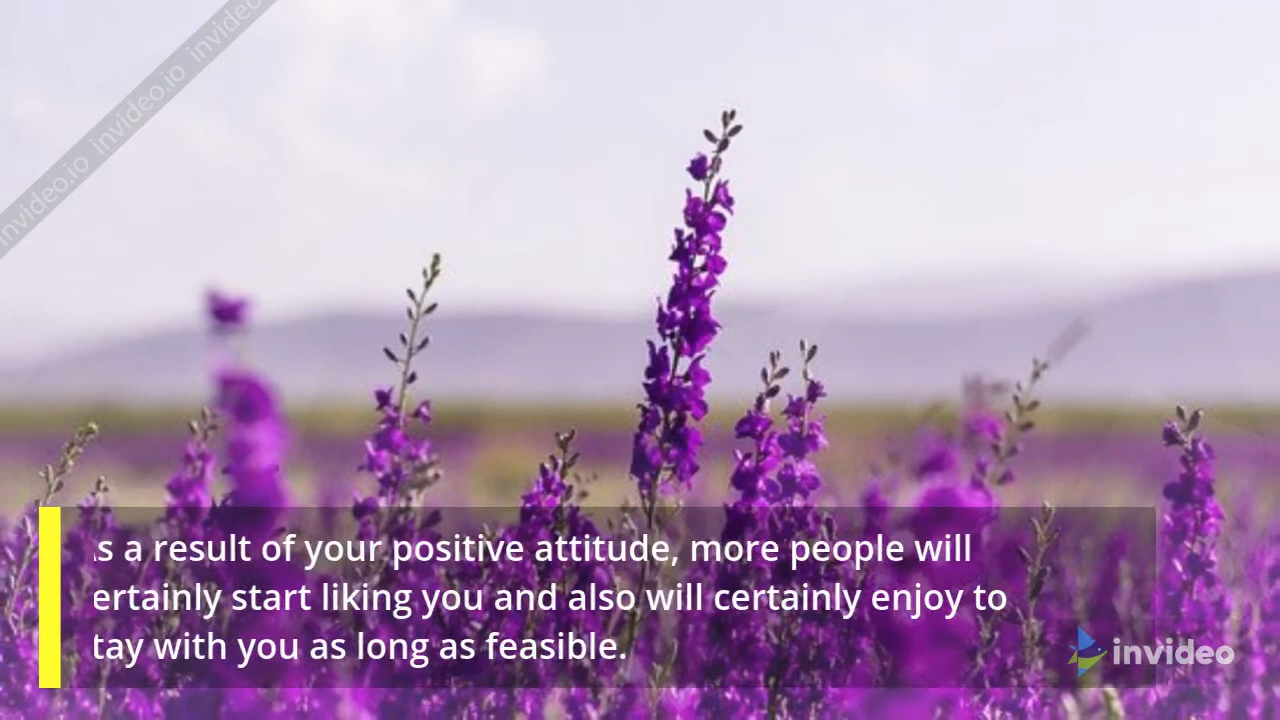 invideo.io invideo.io invideo
s a result of your positive attitude, more people will
ertainly start liking you and also will certainly enjoy to
tay with you as long as feasible.
invideo